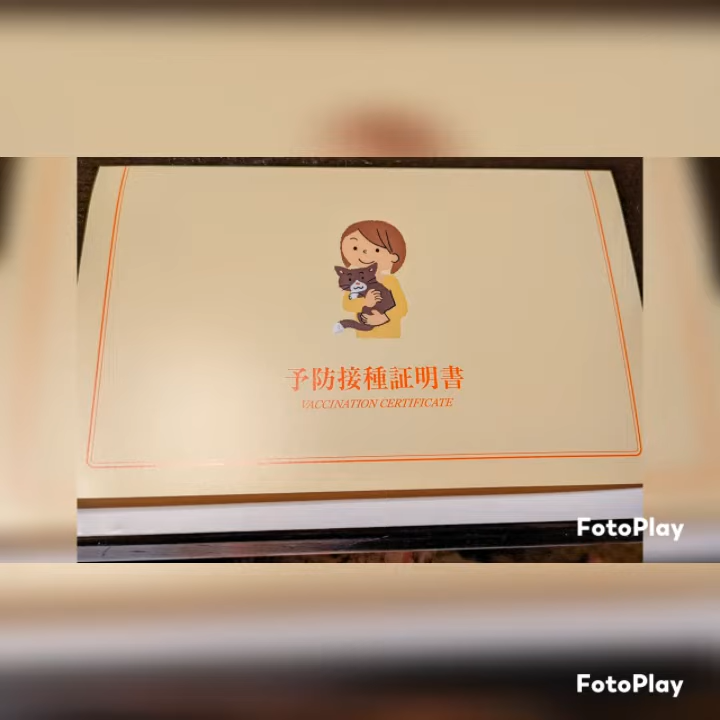 予防接種証明書
VACCINATION CERTIFICATE
FotoPlay
FotoPlay